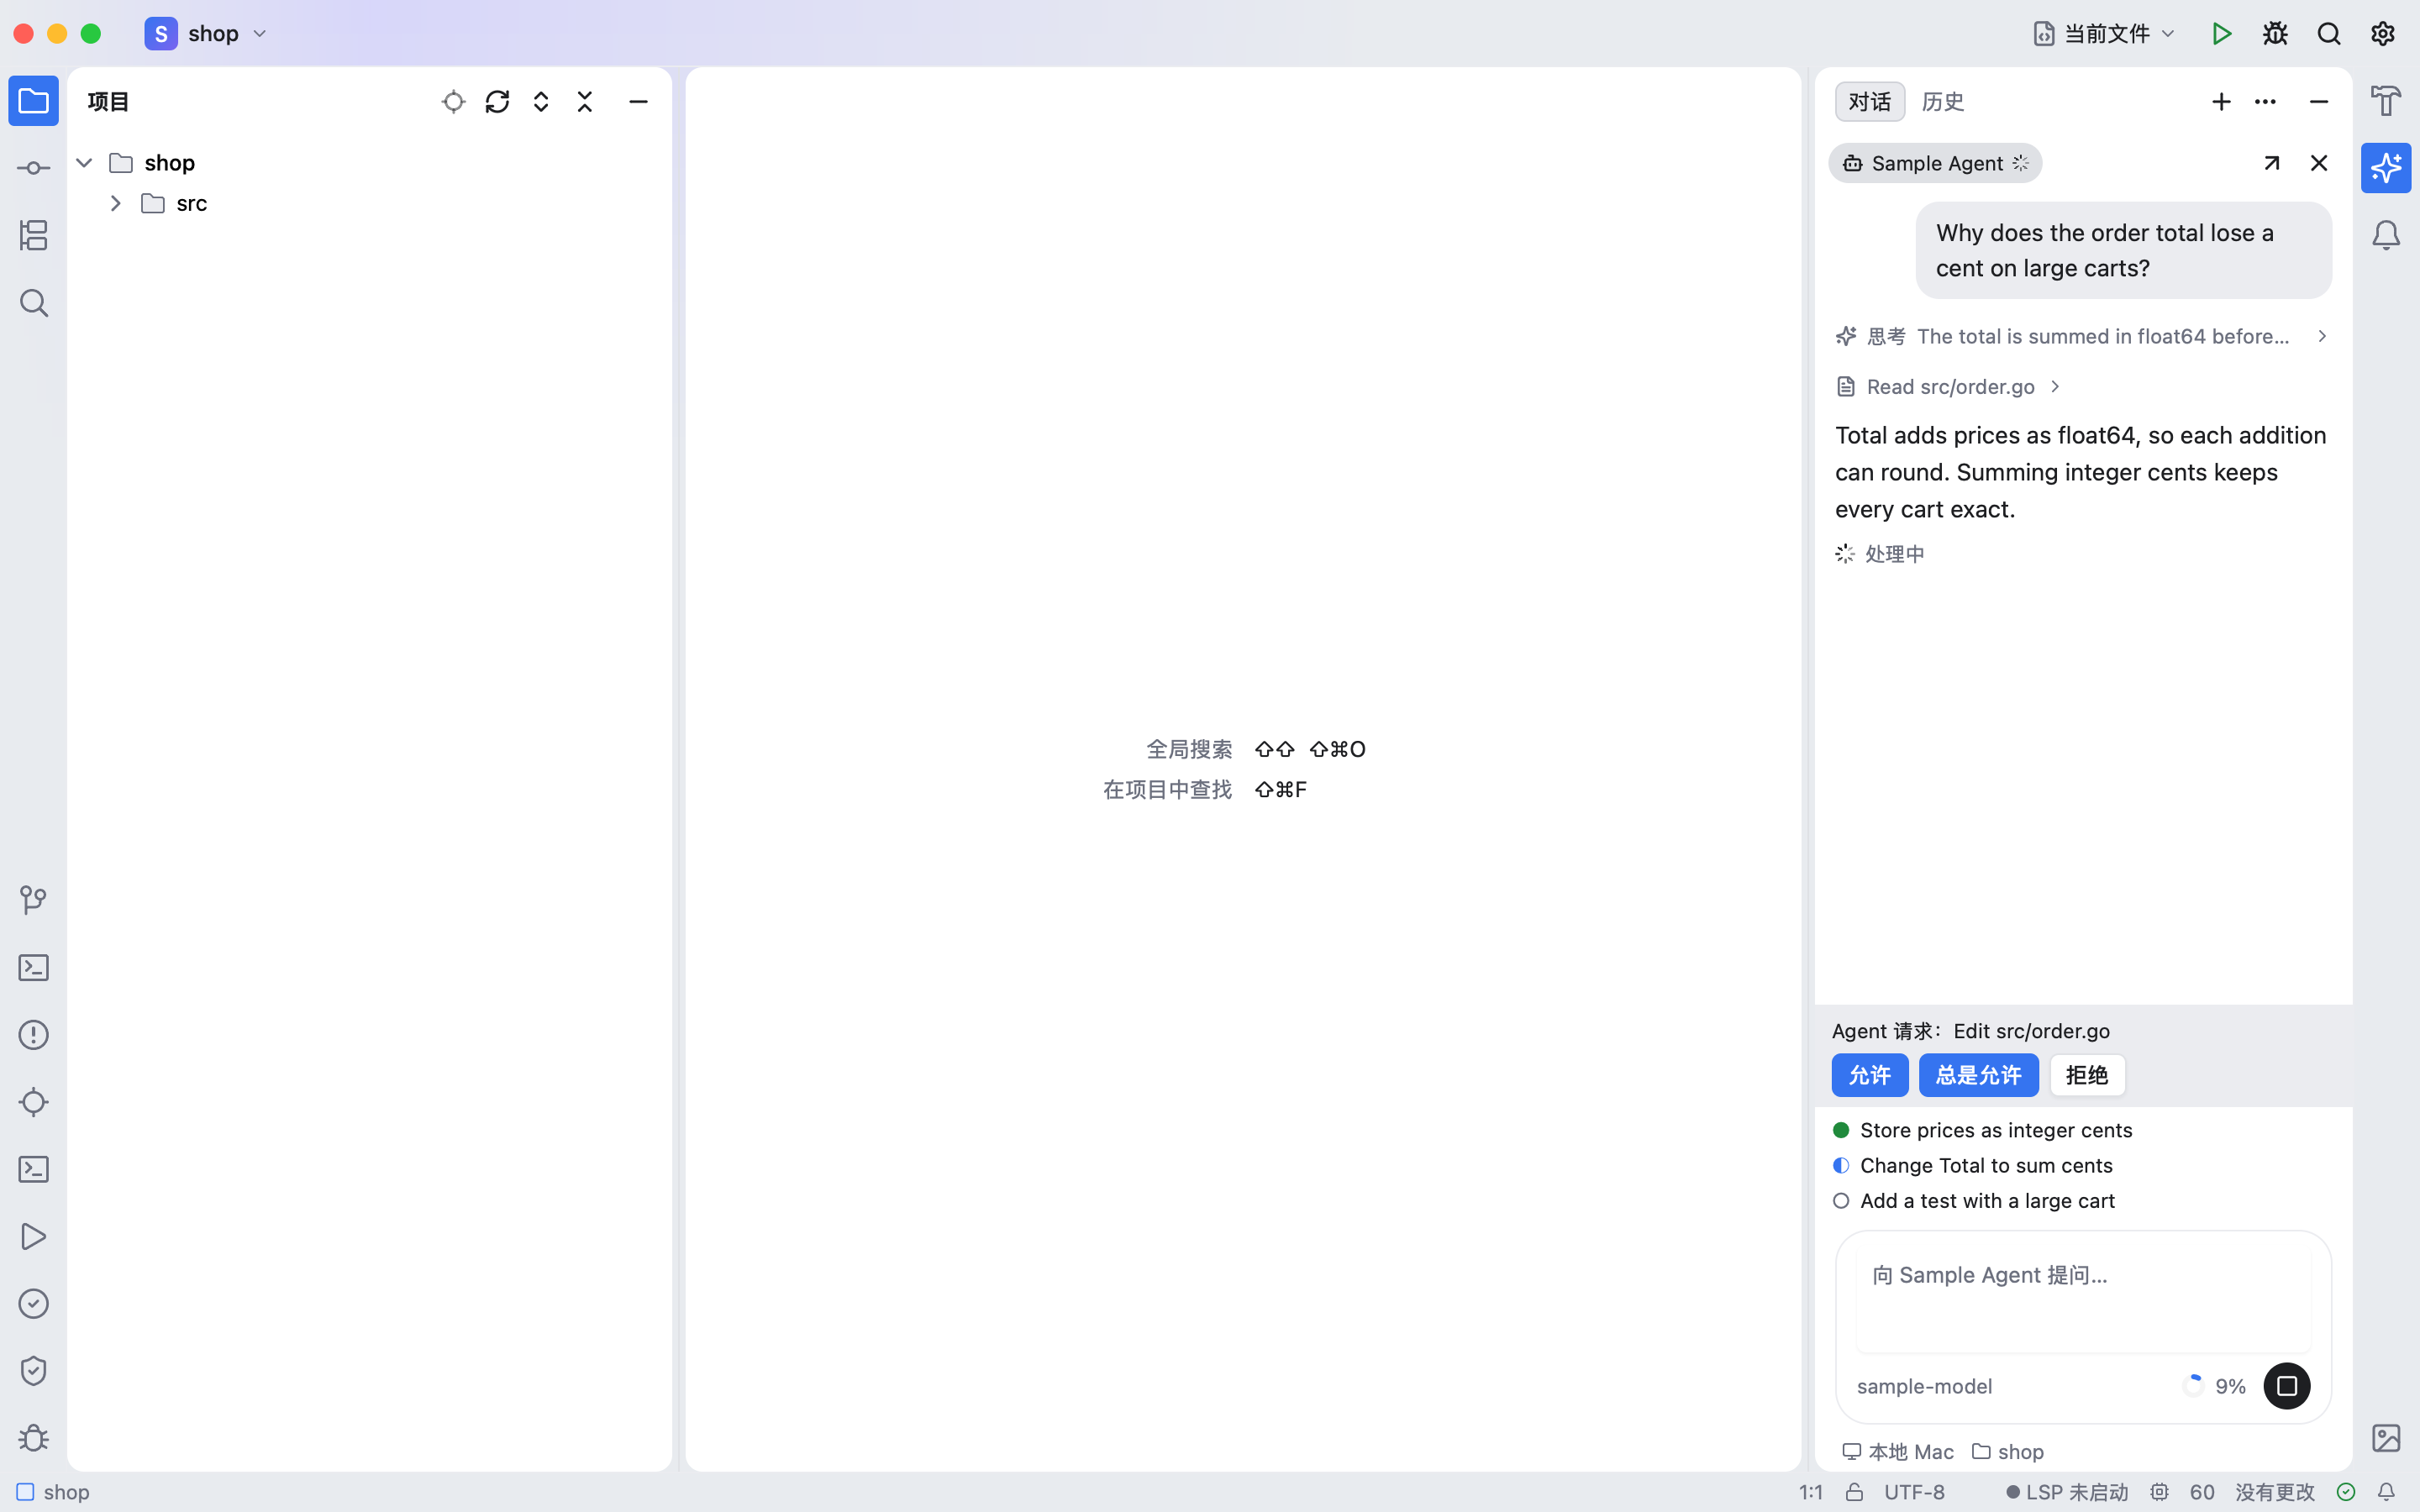 S shop
当前文件
项目
shop
src
全局搜索 ⇧⇧ ⇧⌘O
在项目中查找 ⇧⌘F
对话 历史
Sample Agent
Why does the order total lose a
cent on large carts?
思考 The total is summed in float64 before...
Read src/order.go
Total adds prices as float64, so each addition
can round. Summing integer cents keeps
every cart exact.
处理中
Agent 请求：Edit src/order.go
允许 总是允许 拒绝
Store prices as integer cents
Change Total to sum cents
Add a test with a large cart
向 Sample Agent 提问...
sample-model 9%
本地 Mac shop
shop 1:1 UTF-8 LSP 未启动 60 没有更改